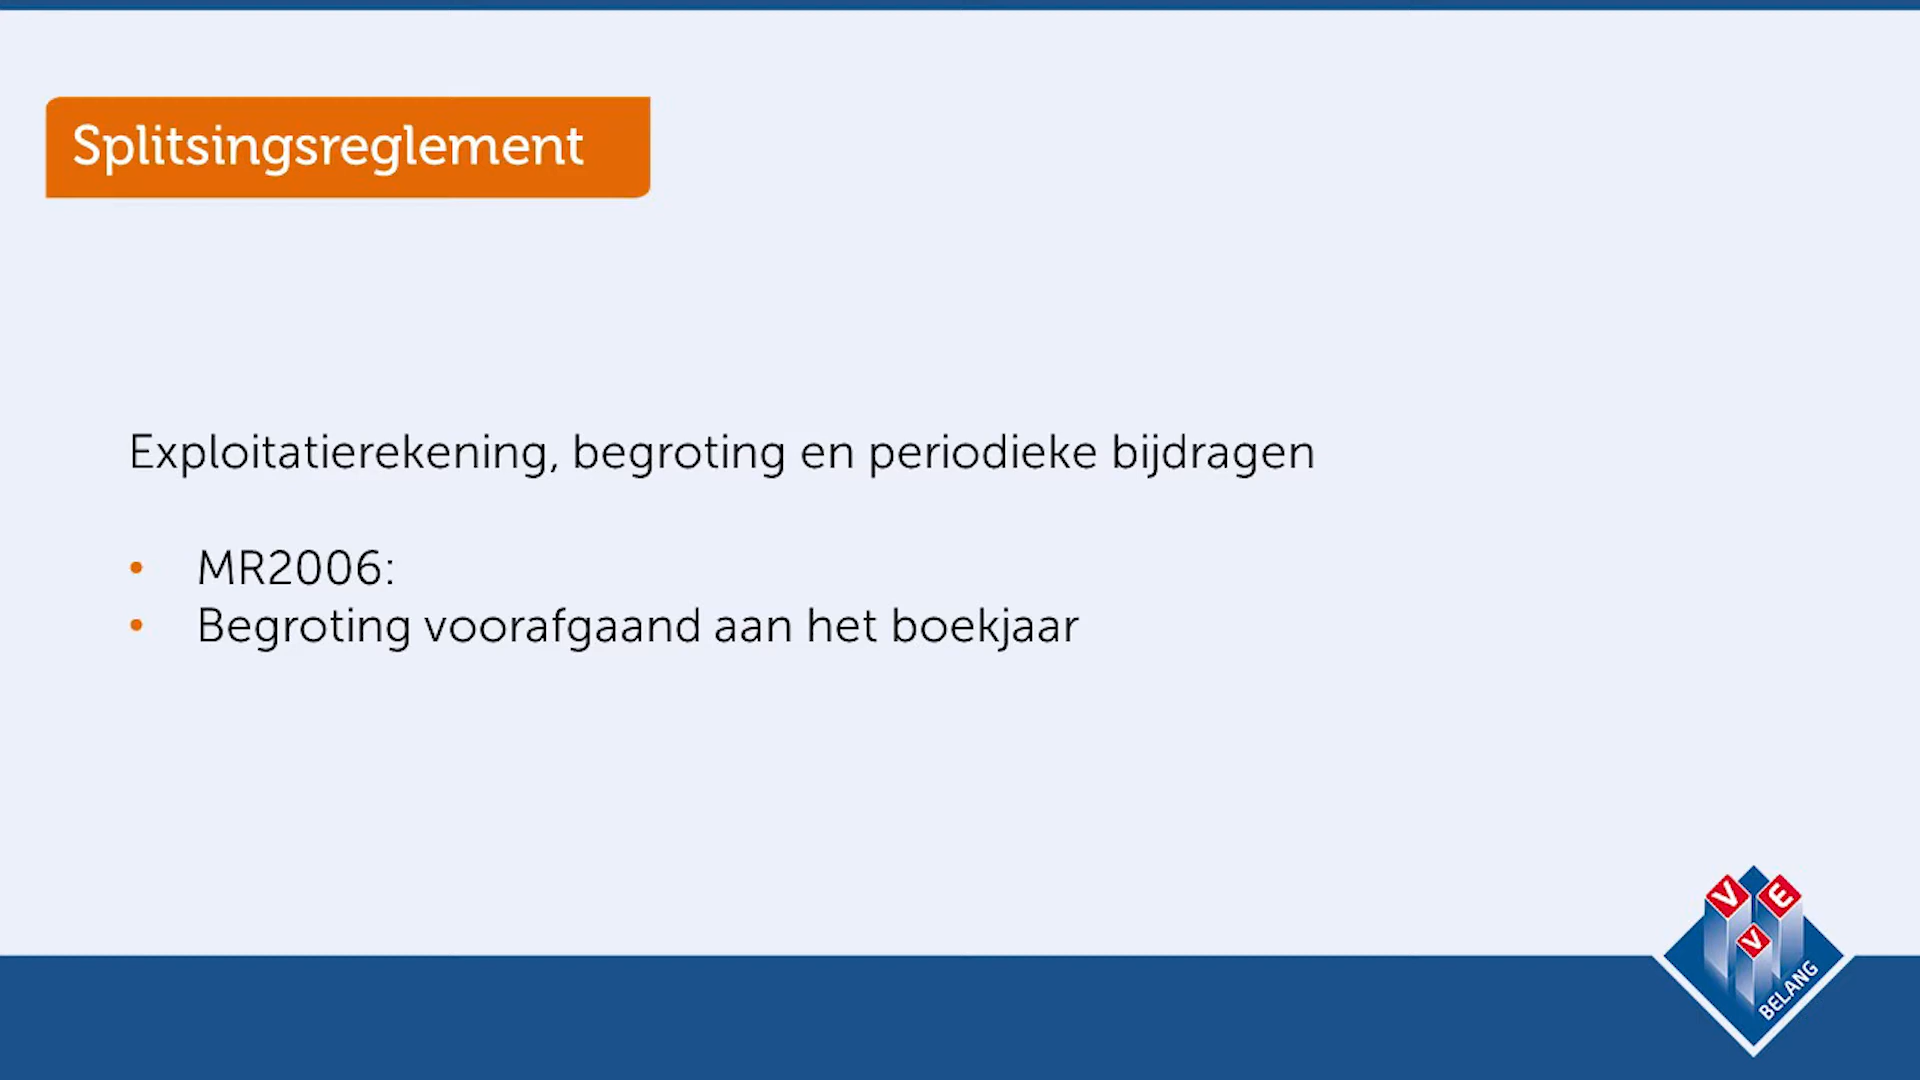 Splitsingsreglement
Exploitatierekening, begroting en periodieke bijdragen
• MR2006:
• Begroting voorafgaand aan het boekjaar
V V E
BELANG